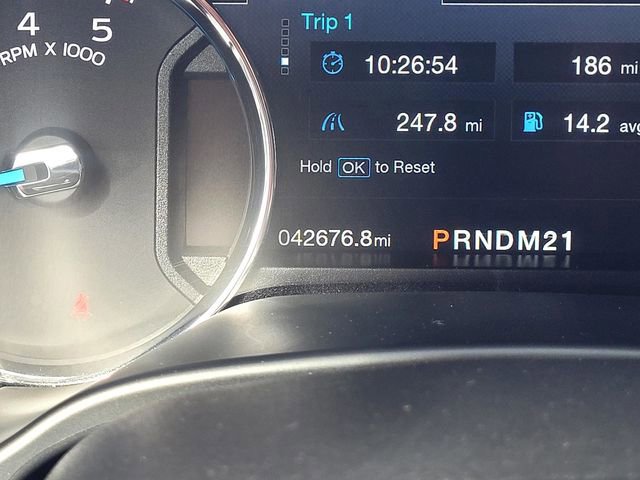 4 5
RPM X 1000
Trip 1
10:26:54 186 mi
247.8 mi 14.2 avg
Hold OK to Reset
042676.8mi PRNDM21